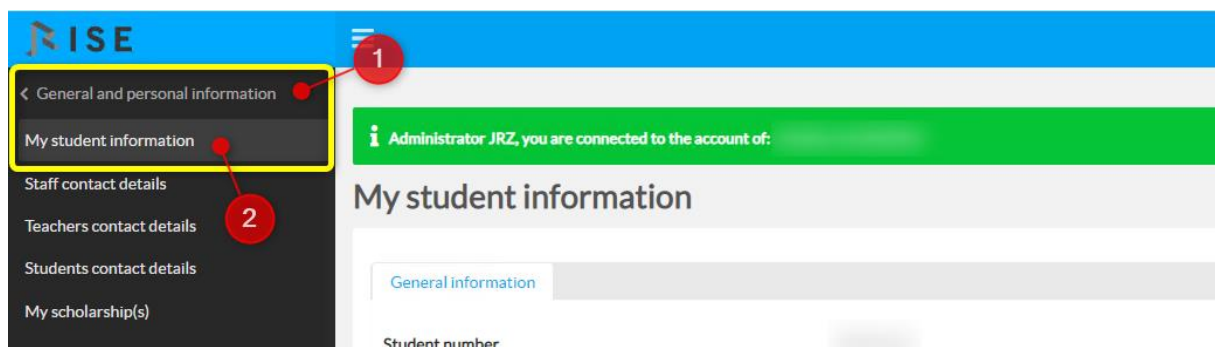 RISE
1
General and personal information
My student information
2
Staff contact details
Teachers contact details
Students contact details
My scholarship(s)
Administrator JRZ, you are connected to the account of:
My student information
General information
Student number